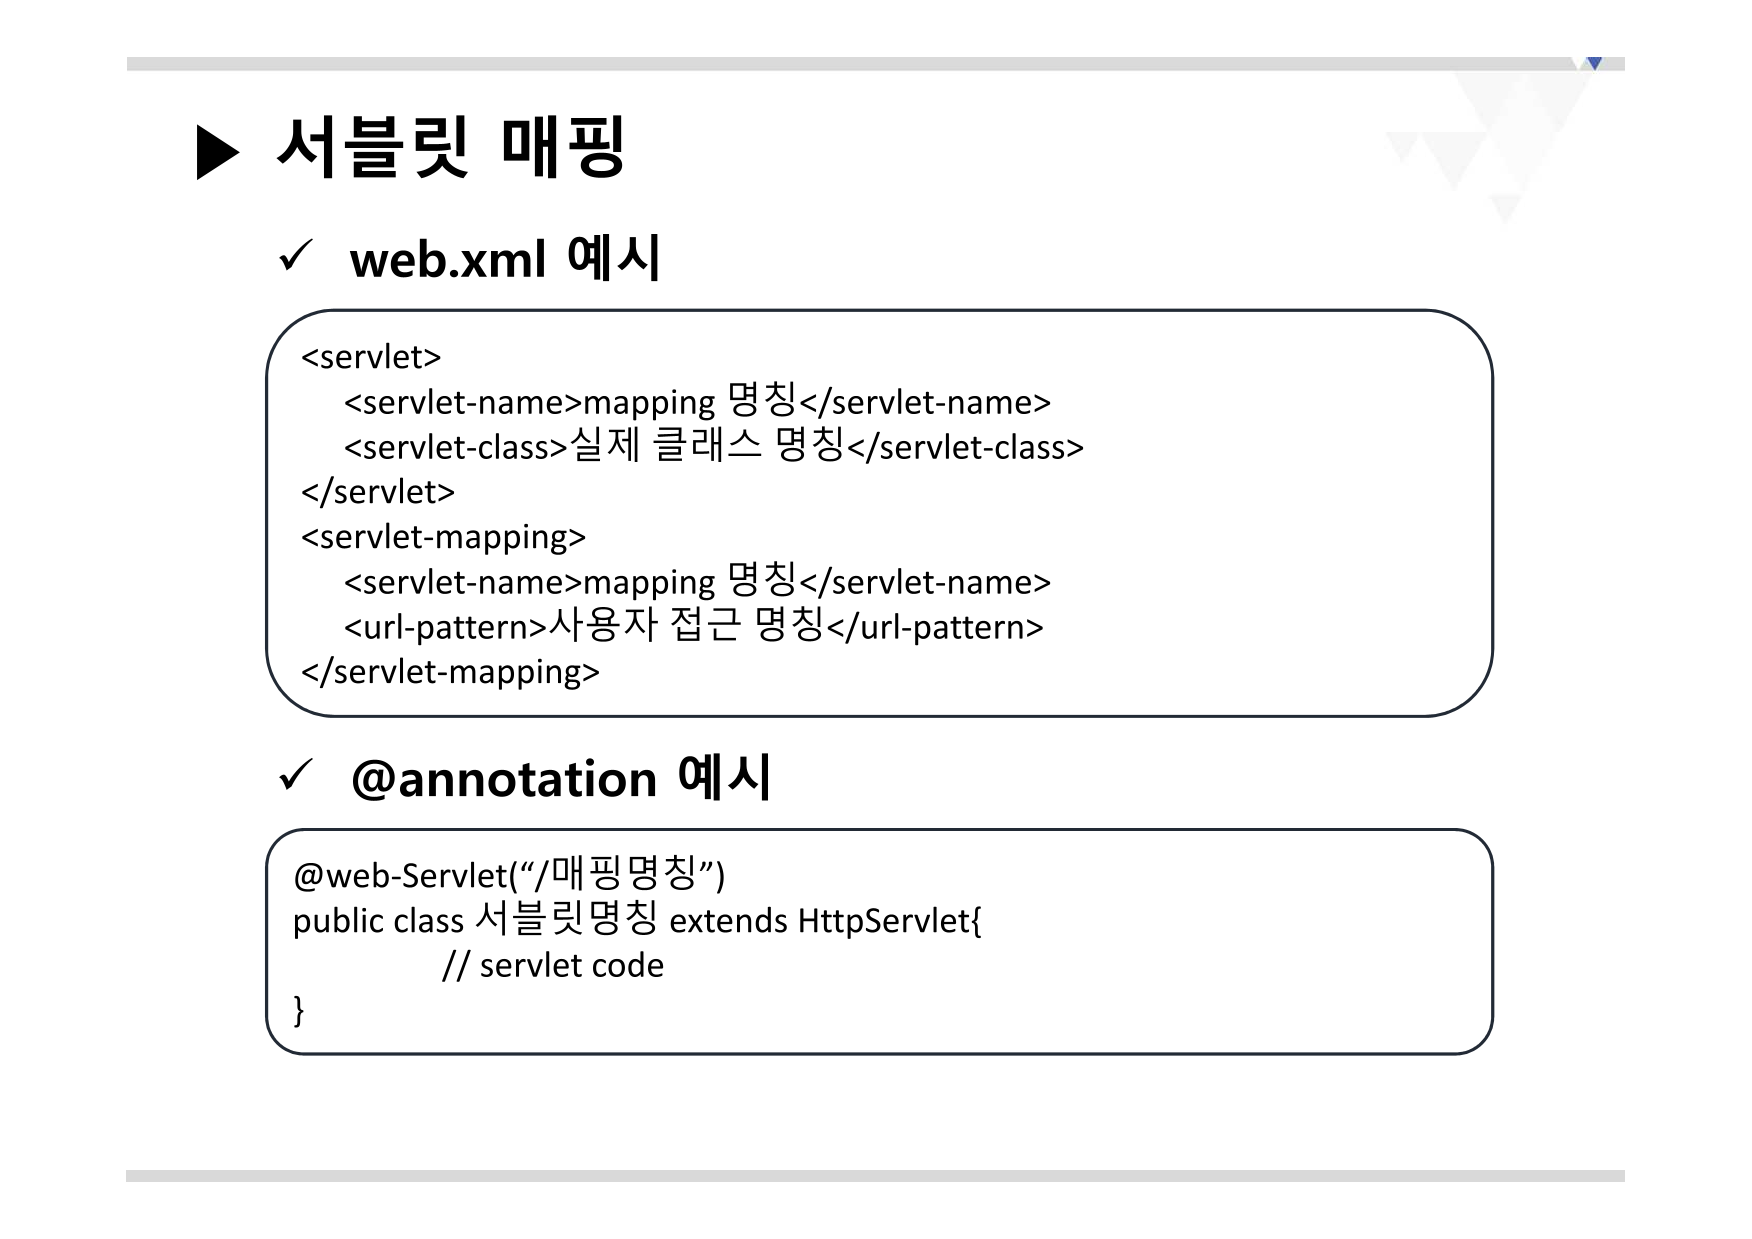 ▶ 서블릿 매핑
✓ web.xml 예시
<servlet>
<servlet-name>mapping 명칭</servlet-name>
<servlet-class>실제 클래스 명칭</servlet-class>
</servlet>
<servlet-mapping>
<servlet-name>mapping 명칭</servlet-name>
<url-pattern>사용자 접근 명칭</url-pattern>
</servlet-mapping>
✓ @annotation 예시
@web-Servlet(“/매핑명칭”)
public class 서블릿명칭 extends HttpServlet{
// servlet code
}